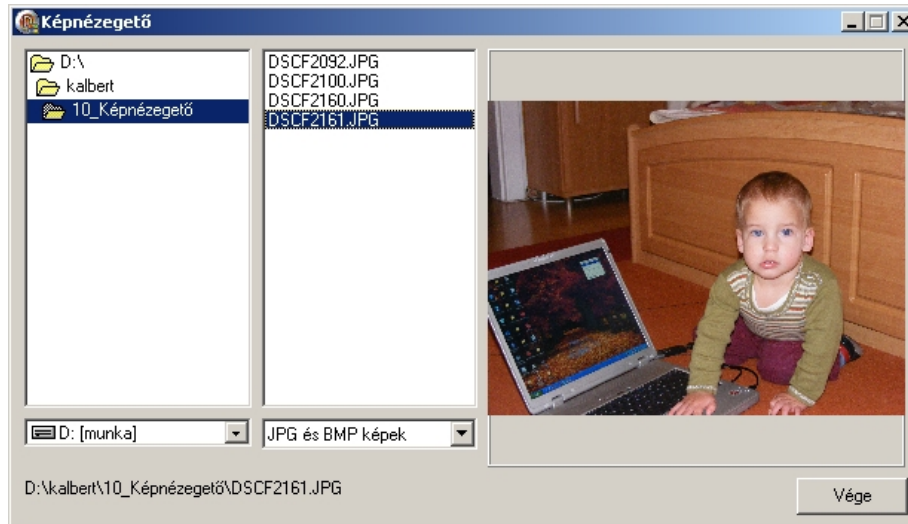 Képnézegető
D:\
kalbert
10_Képnézegető
DSCF2092.JPG
DSCF2100.JPG
DSCF2160.JPG
DSCF2161.JPG
D: [munka]
JPG és BMP képek
D:\kalbert\10_Képnézegető\DSCF2161.JPG
Vége